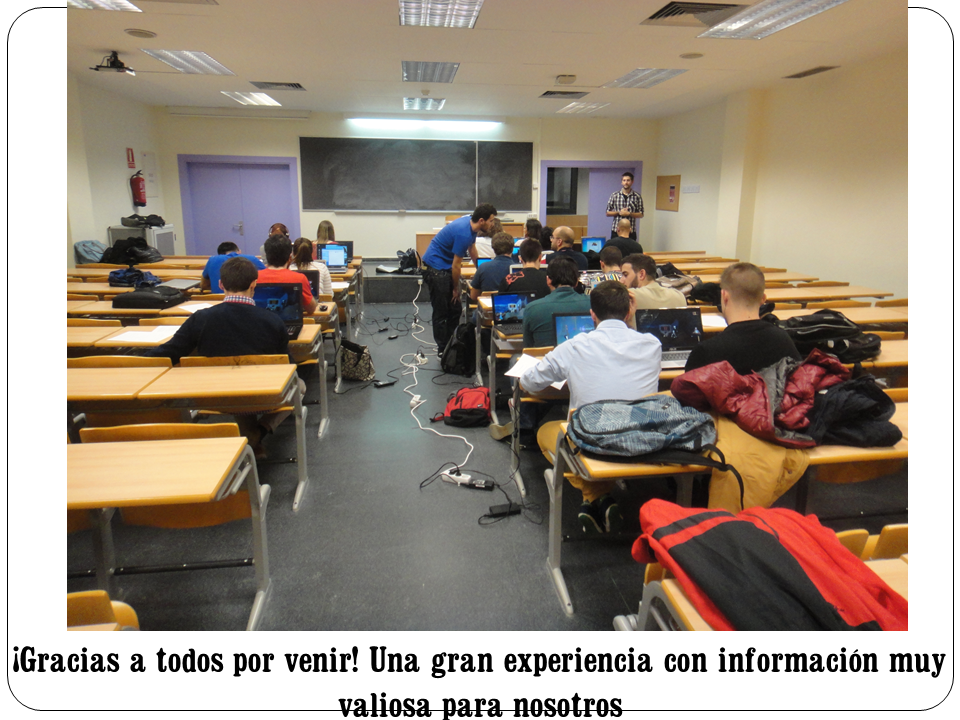 ¡Gracias a todos por venir! Una gran experiencia con información muy
valiosa para nosotros